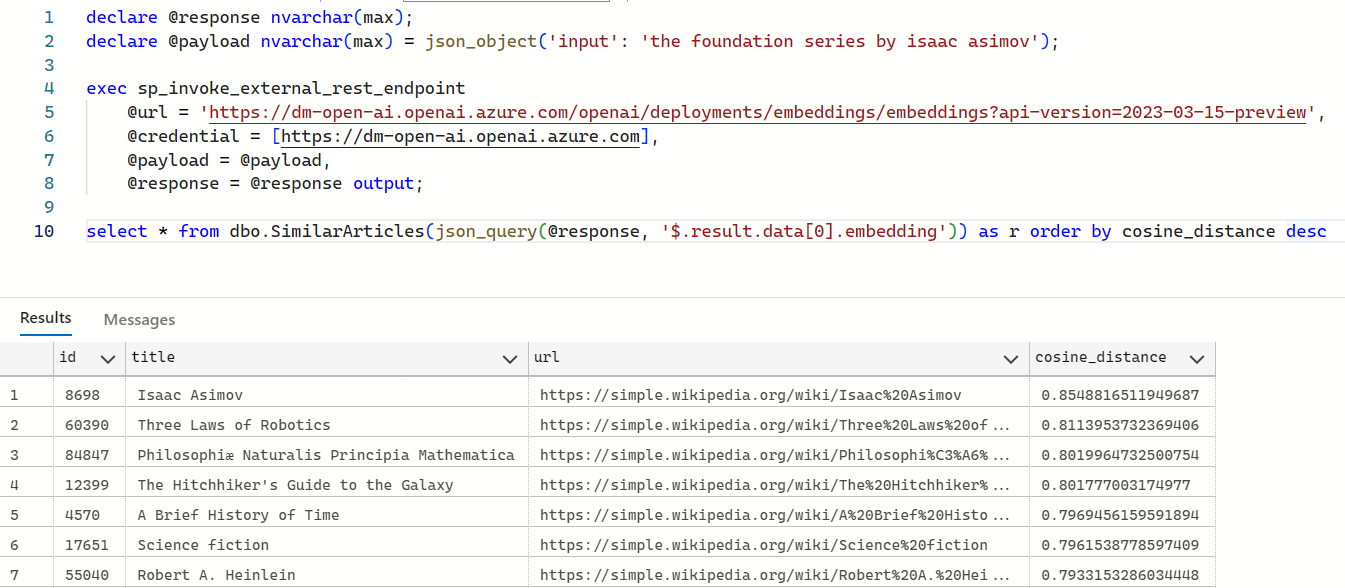 1 declare @response nvarchar(max);
2 declare @payload nvarchar(max) = json_object('input': 'the foundation series by isaac asimov');
3
4 exec sp_invoke_external_rest_endpoint
5 @url = 'https://dm-open-ai.openai.azure.com/openai/deployments/embeddings/embeddings?api-version=2023-03-15-preview',
6 @credential = [https://dm-open-ai.openai.azure.com],
7 @payload = @payload,
8 @response = @response output;
9
10 select * from dbo.SimilarArticles(json_query(@response, '$.result.data[0].embedding')) as r order by cosine_distance desc
Results Messages
id title url cosine_distance
1 8698 Isaac Asimov https://simple.wikipedia.org/wiki/Isaac%20Asimov 0.8548816511949687
2 60390 Three Laws of Robotics https://simple.wikipedia.org/wiki/Three%20Laws%20of ... 0.8113953732369406
3 84847 Philosophiæ Naturalis Principia Mathematica https://simple.wikipedia.org/wiki/Philosophi%C3%A6% ... 0.8019964732500754
4 12399 The Hitchhiker's Guide to the Galaxy https://simple.wikipedia.org/wiki/The%20Hitchhiker% ... 0.801777003174977
5 4570 A Brief History of Time https://simple.wikipedia.org/wiki/A%20Brief%20Histo ... 0.7969456159591894
6 17651 Science fiction https://simple.wikipedia.org/wiki/Science%20fiction 0.7961538778597409
7 55040 Robert A. Heinlein https://simple.wikipedia.org/wiki/Robert%20A.%20Hei ... 0.7933153286034448